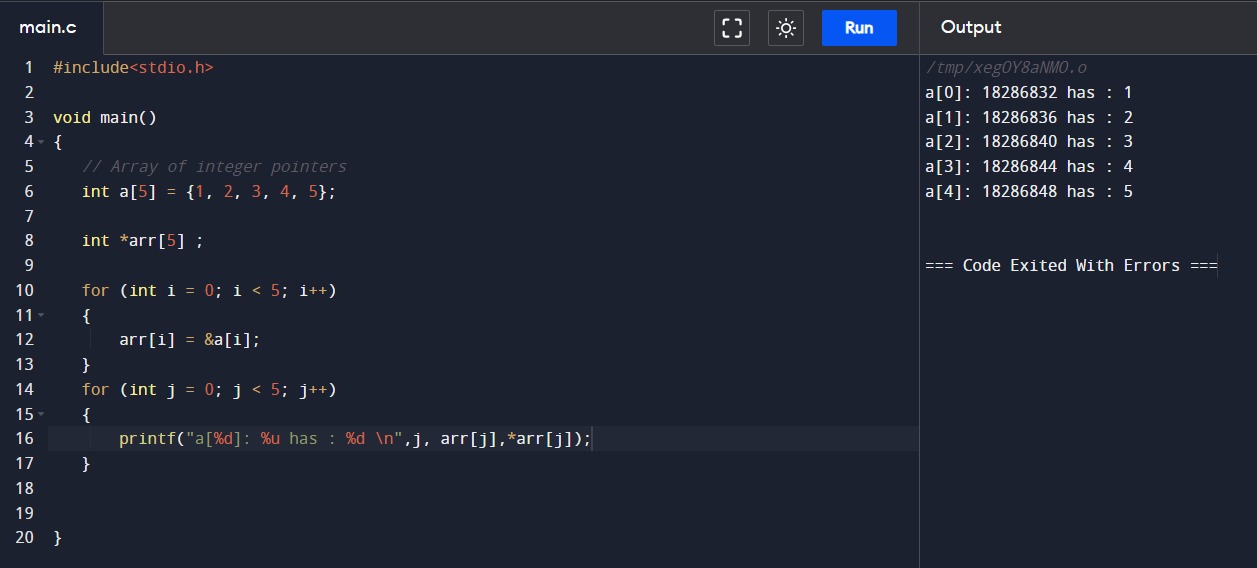 main.c
Run
Output
1 #include<stdio.h>
2
3 void main()
4 {
5 // Array of integer pointers
6 int a[5] = {1, 2, 3, 4, 5};
7
8 int *arr[5] ;
9
10 for (int i = 0; i < 5; i++)
11 {
12 arr[i] = &a[i];
13 }
14 for (int j = 0; j < 5; j++)
15 {
16 printf("a[%d]: %u has : %d \n",j, arr[j],*arr[j]);
17 }
18
19
20 }
/tmp/xegOY8aNMO.o
a[0]: 18286832 has : 1
a[1]: 18286836 has : 2
a[2]: 18286840 has : 3
a[3]: 18286844 has : 4
a[4]: 18286848 has : 5
=== Code Exited With Errors ===